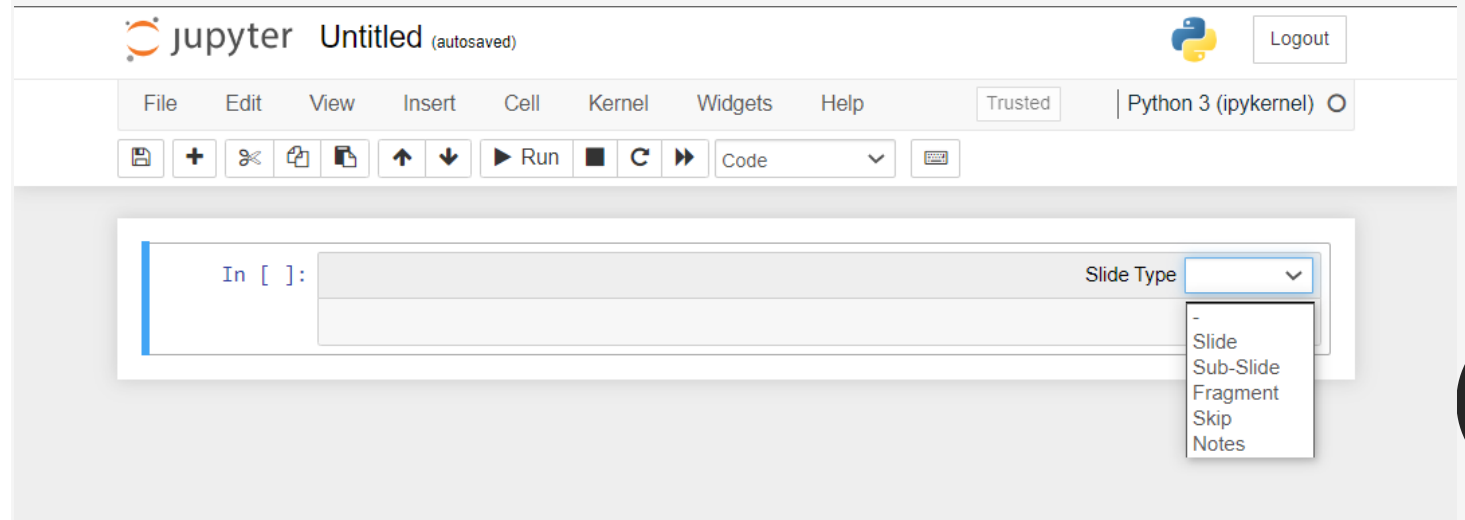 jupyter Untitled (autosaved) Logout
File Edit View Insert Cell Kernel Widgets Help Trusted Python 3 (ipykernel)
Run Code
In [ ]: Slide Type
-
Slide
Sub-Slide
Fragment
Skip
Notes